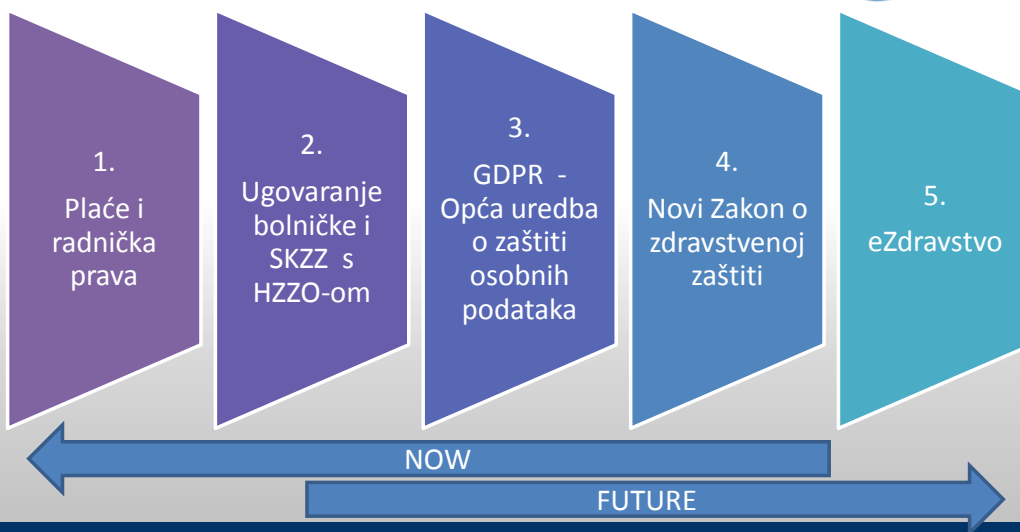 1.
Plaće i
radnička
prava
2.
Ugovaranje
bolničke i
SKZZ s
HZZO-om
3.
GDPR -
Opća uredba
o zaštiti
osobnih
podataka
4.
Novi Zakon o
zdravstvenoj
zaštiti
5.
eZdravstvo
NOW
FUTURE